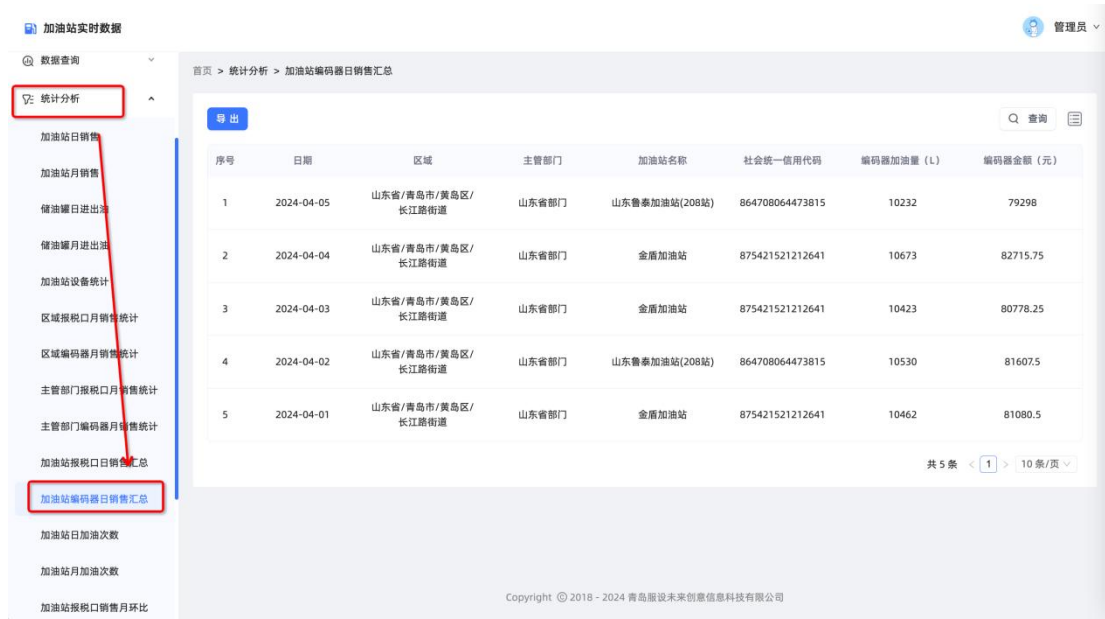 加油站实时数据
管理员
数据查询
首页 > 统计分析 > 加油站编码器日销售汇总
统计分析
导出
查询
加油站日销售
加油站月销售
储油罐日进出油
储油罐月进出油
加油站设备统计
区域报税口月销售统计
区域编码器月销售统计
主管部门报税口月销售统计
主管部门编码器月销售统计
加油站报税口日销售汇总
加油站编码器日销售汇总
加油站日加油次数
加油站月加油次数
加油站报税口销售月环比
序号 日期 区域 主管部门 加油站名称 社会统一信用代码 编码器加油量（L） 编码器金额（元）
1 2024-04-05 山东省/青岛市/黄岛区/ 山东省部门 山东鲁泰加油站(208站) 864708064473815 10232 79298
长江路街道
2 2024-04-04 山东省/青岛市/黄岛区/ 山东省部门 金盾加油站 875421521212641 10673 82715.75
长江路街道
3 2024-04-03 山东省/青岛市/黄岛区/ 山东省部门 金盾加油站 875421521212641 10423 80778.25
长江路街道
4 2024-04-02 山东省/青岛市/黄岛区/ 山东省部门 山东鲁泰加油站(208站) 864708064473815 10530 81607.5
长江路街道
5 2024-04-01 山东省/青岛市/黄岛区/ 山东省部门 金盾加油站 875421521212641 10462 81080.5
长江路街道
共 5 条 < 1 > 10 条/页
Copyright © 2018 - 2024 青岛服设未来创意信息科技有限公司